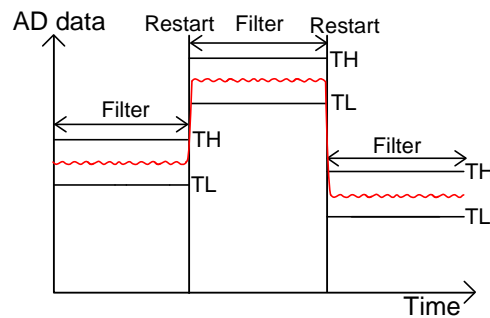 AD data
Restart
Filter
Restart
TH
TL
Filter
TH
TL
Filter
TH
TL
Time